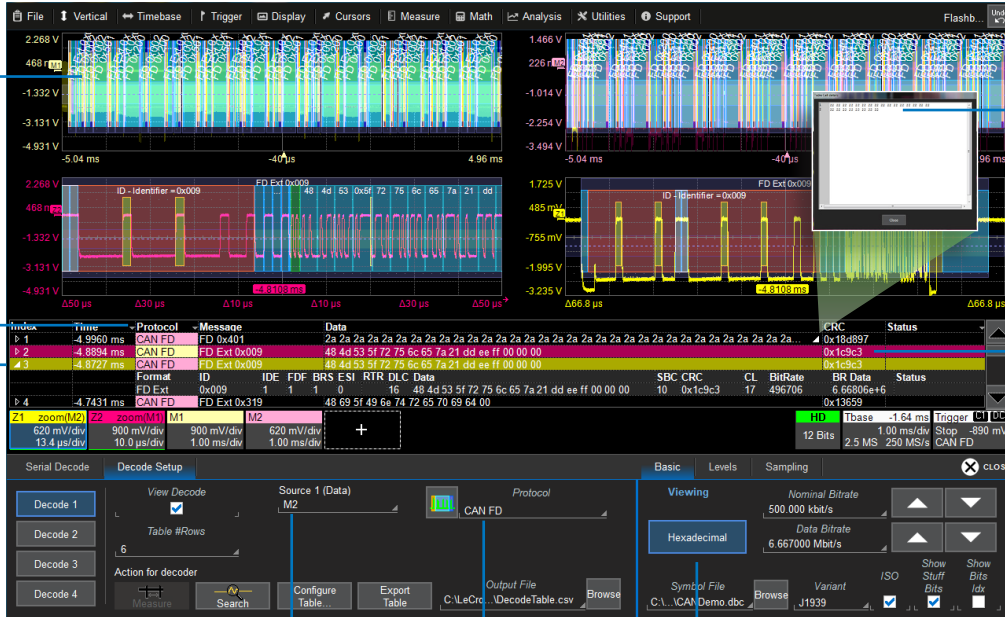 File Vertical Timebase Trigger Display Cursors Measure Math Analysis Utilities Support Flashb... Undo
2.268 V
468 m M1
-1.332 V
-3.131 V
-4.931 V
-5.04 ms -40 µs 4.96 ms
1.466 V
226 m M2
-1.014 V
-2.254 V
-3.494 V
-5.04 ms -40 µs 96 ms
Close
2.268 V
468 m Z2
-1.332 V
-3.131 V
-4.931 V
FD Ext 0x009
ID - Identifier = 0x009 48 4d 53 0x5f 72 75 6c 65 7a 21 dd
-4.8108 ms
Δ50 µs Δ30 µs Δ10 µs Δ10 µs Δ30 µs Δ50 µs
1.725 V
485 mV Z1
-755 mV
-1.995 V
-3.235 V
FD Ext 0x009
ID - Identifier = 0x009
-4.8108 ms
Δ66.8 µs Δ66.8 µs
Index Time Protocol Message Data CRC Status
1 -4.9960 ms CAN FD FD 0x401 2a 2a 2a 2a 2a 2a 2a 2a 2a 2a 2a 2a 2a 2a 2a 2a 2a 2a 2a 2a 2a 2a 2a 2a 2a 2a 2a... 0x18d897
2 -4.8894 ms CAN FD FD Ext 0x009 48 4d 53 5f 72 75 6c 65 7a 21 dd ee ff 00 00 00 0x1c9c3
3 -4.8727 ms CAN FD FD Ext 0x009 48 4d 53 5f 72 75 6c 65 7a 21 dd ee ff 00 00 00 0x1c9c3
Format ID IDE FDF BRS ESI RTR DLC Data SBC CRC CL BitRate BR Data Status
FD Ext 0x009 1 1 1 0 16 48 4d 53 5f 72 75 6c 65 7a 21 dd ee ff 00 00 00 10 0x1c9c3 17 496706 6.66806e+6
4 -4.7431 ms CAN FD FD Ext 0x319 48 69 5f 49 6e 74 72 65 70 69 64 00 0x13659
Z1 zoom(M2) Z2 zoom(M1) M1 M2 HD Tbase -1.64 ms Trigger C1 DC
620 mV/div 900 mV/div 900 mV/div 620 mV/div + 12 Bits 1.00 ms/div Stop -890 mV
13.4 µs/div 10.0 µs/div 1.00 ms/div 1.00 ms/div 2.5 MS 250 MS/s CAN FD
Serial Decode Decode Setup Basic Levels Sampling CLOS
Decode 1
Decode 2
Decode 3
Decode 4
View Decode
Table #Rows
6
Action for decoder
Measure Search Configure Table... Export Table
Source 1 (Data)
M2
Protocol
CAN FD
Output File
C:\LeCro...\DecodeTable.csv Browse
Viewing
Hexadecimal
Nominal Bitrate
500.000 kbit/s
Data Bitrate
6.667000 Mbit/s
Symbol File
C:\...\CANDemo.dbc Browse
Variant
J1939
ISO
Show Stuff Bits
Show Bits Idx